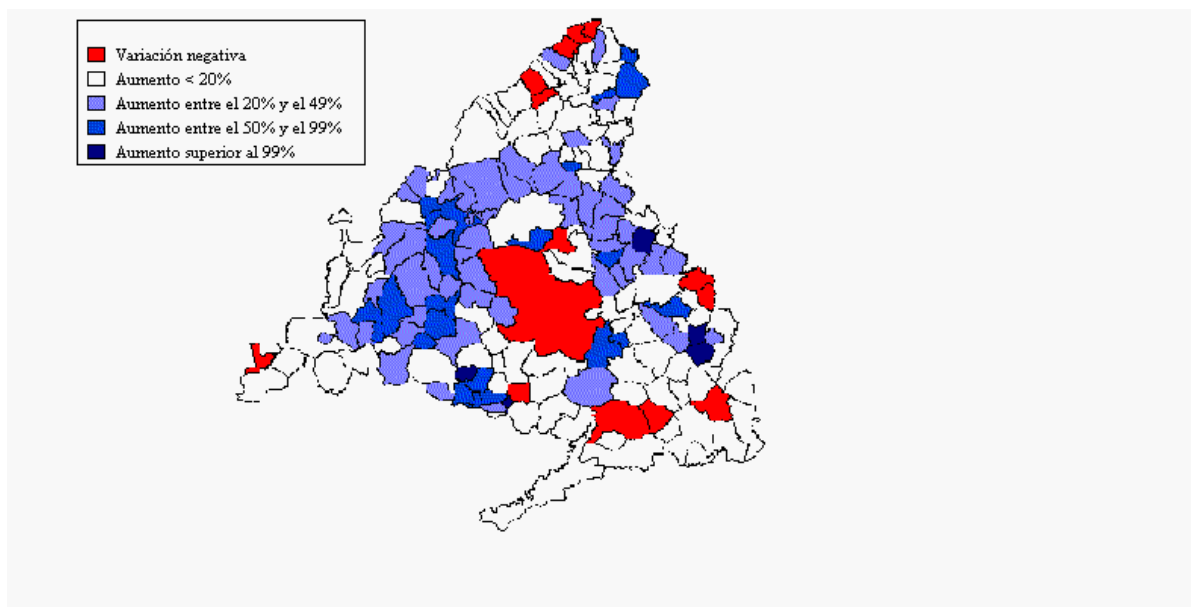 Variación negativa
Aumento < 20%
Aumento entre el 20% y el 49%
Aumento entre el 50% y el 99%
Aumento superior al 99%